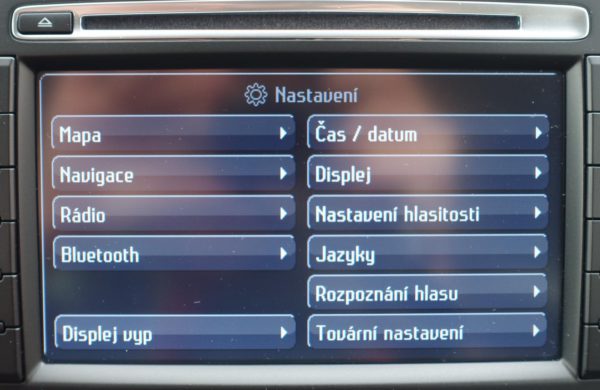 Nastavení
Mapa
Čas / datum
Navigace
Displej
Rádio
Nastavení hlasitosti
Bluetooth
Jazyky
Rozpoznání hlasu
Displej vyp
Tovární nastavení